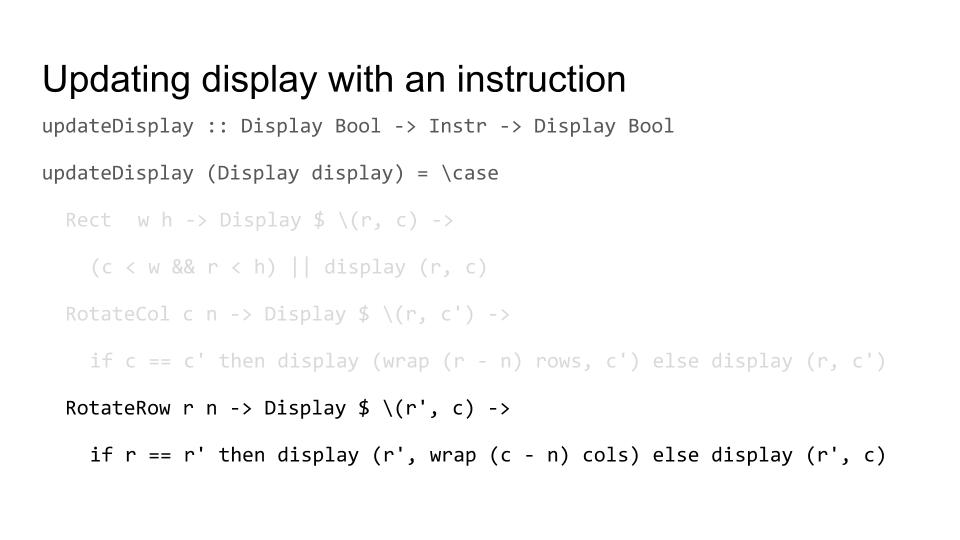 Updating display with an instruction
updateDisplay :: Display Bool -> Instr -> Display Bool
updateDisplay (Display display) = \case
Rect  w h -> Display $ \(r, c) ->
(c < w && r < h) || display (r, c)
RotateCol c n -> Display $ \(r, c') ->
if c == c' then display (wrap (r - n) rows, c') else display (r, c')
RotateRow r n -> Display $ \(r', c) ->
if r == r' then display (r', wrap (c - n) cols) else display (r', c)